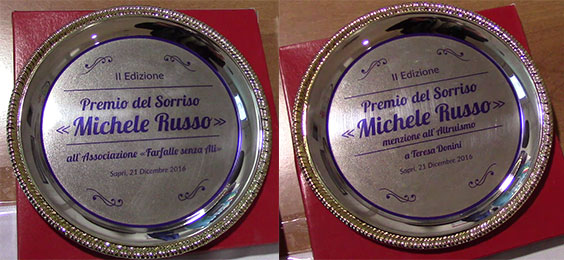 II Edizione
Premio del Sorriso
« Michele Russo »
all'Associazione «Farfalle senza Ali»
Sapri, 21 Dicembre 2016
II Edizione
Premio del Sorriso
« Michele Russo »
menzione all'Altruismo
a Teresa Donini
Sapri, 21 Dicembre 2016